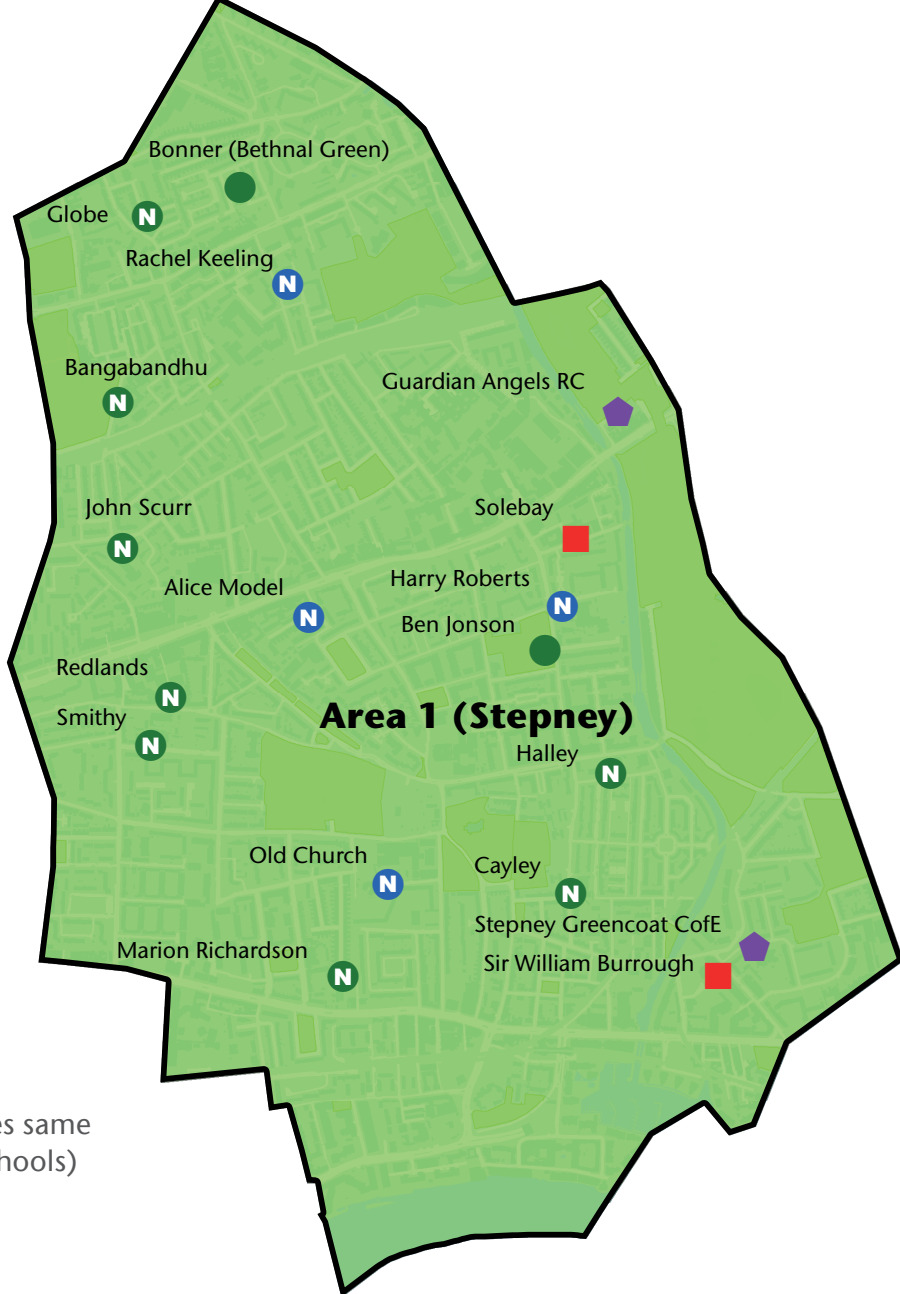 Bonner (Bethnal Green)
Globe
N
Rachel Keeling
N
Bangabandhu
N
Guardian Angels RC
John Scurr
N
Solebay
Alice Model
N
Harry Roberts
N
Ben Jonson
Redlands
N
Smithy
N
Area 1 (Stepney)
Halley
N
Old Church
N
Cayley
N
Stepney Greencoat CofE
Marion Richardson
N
Sir William Burrough
es same
hools)